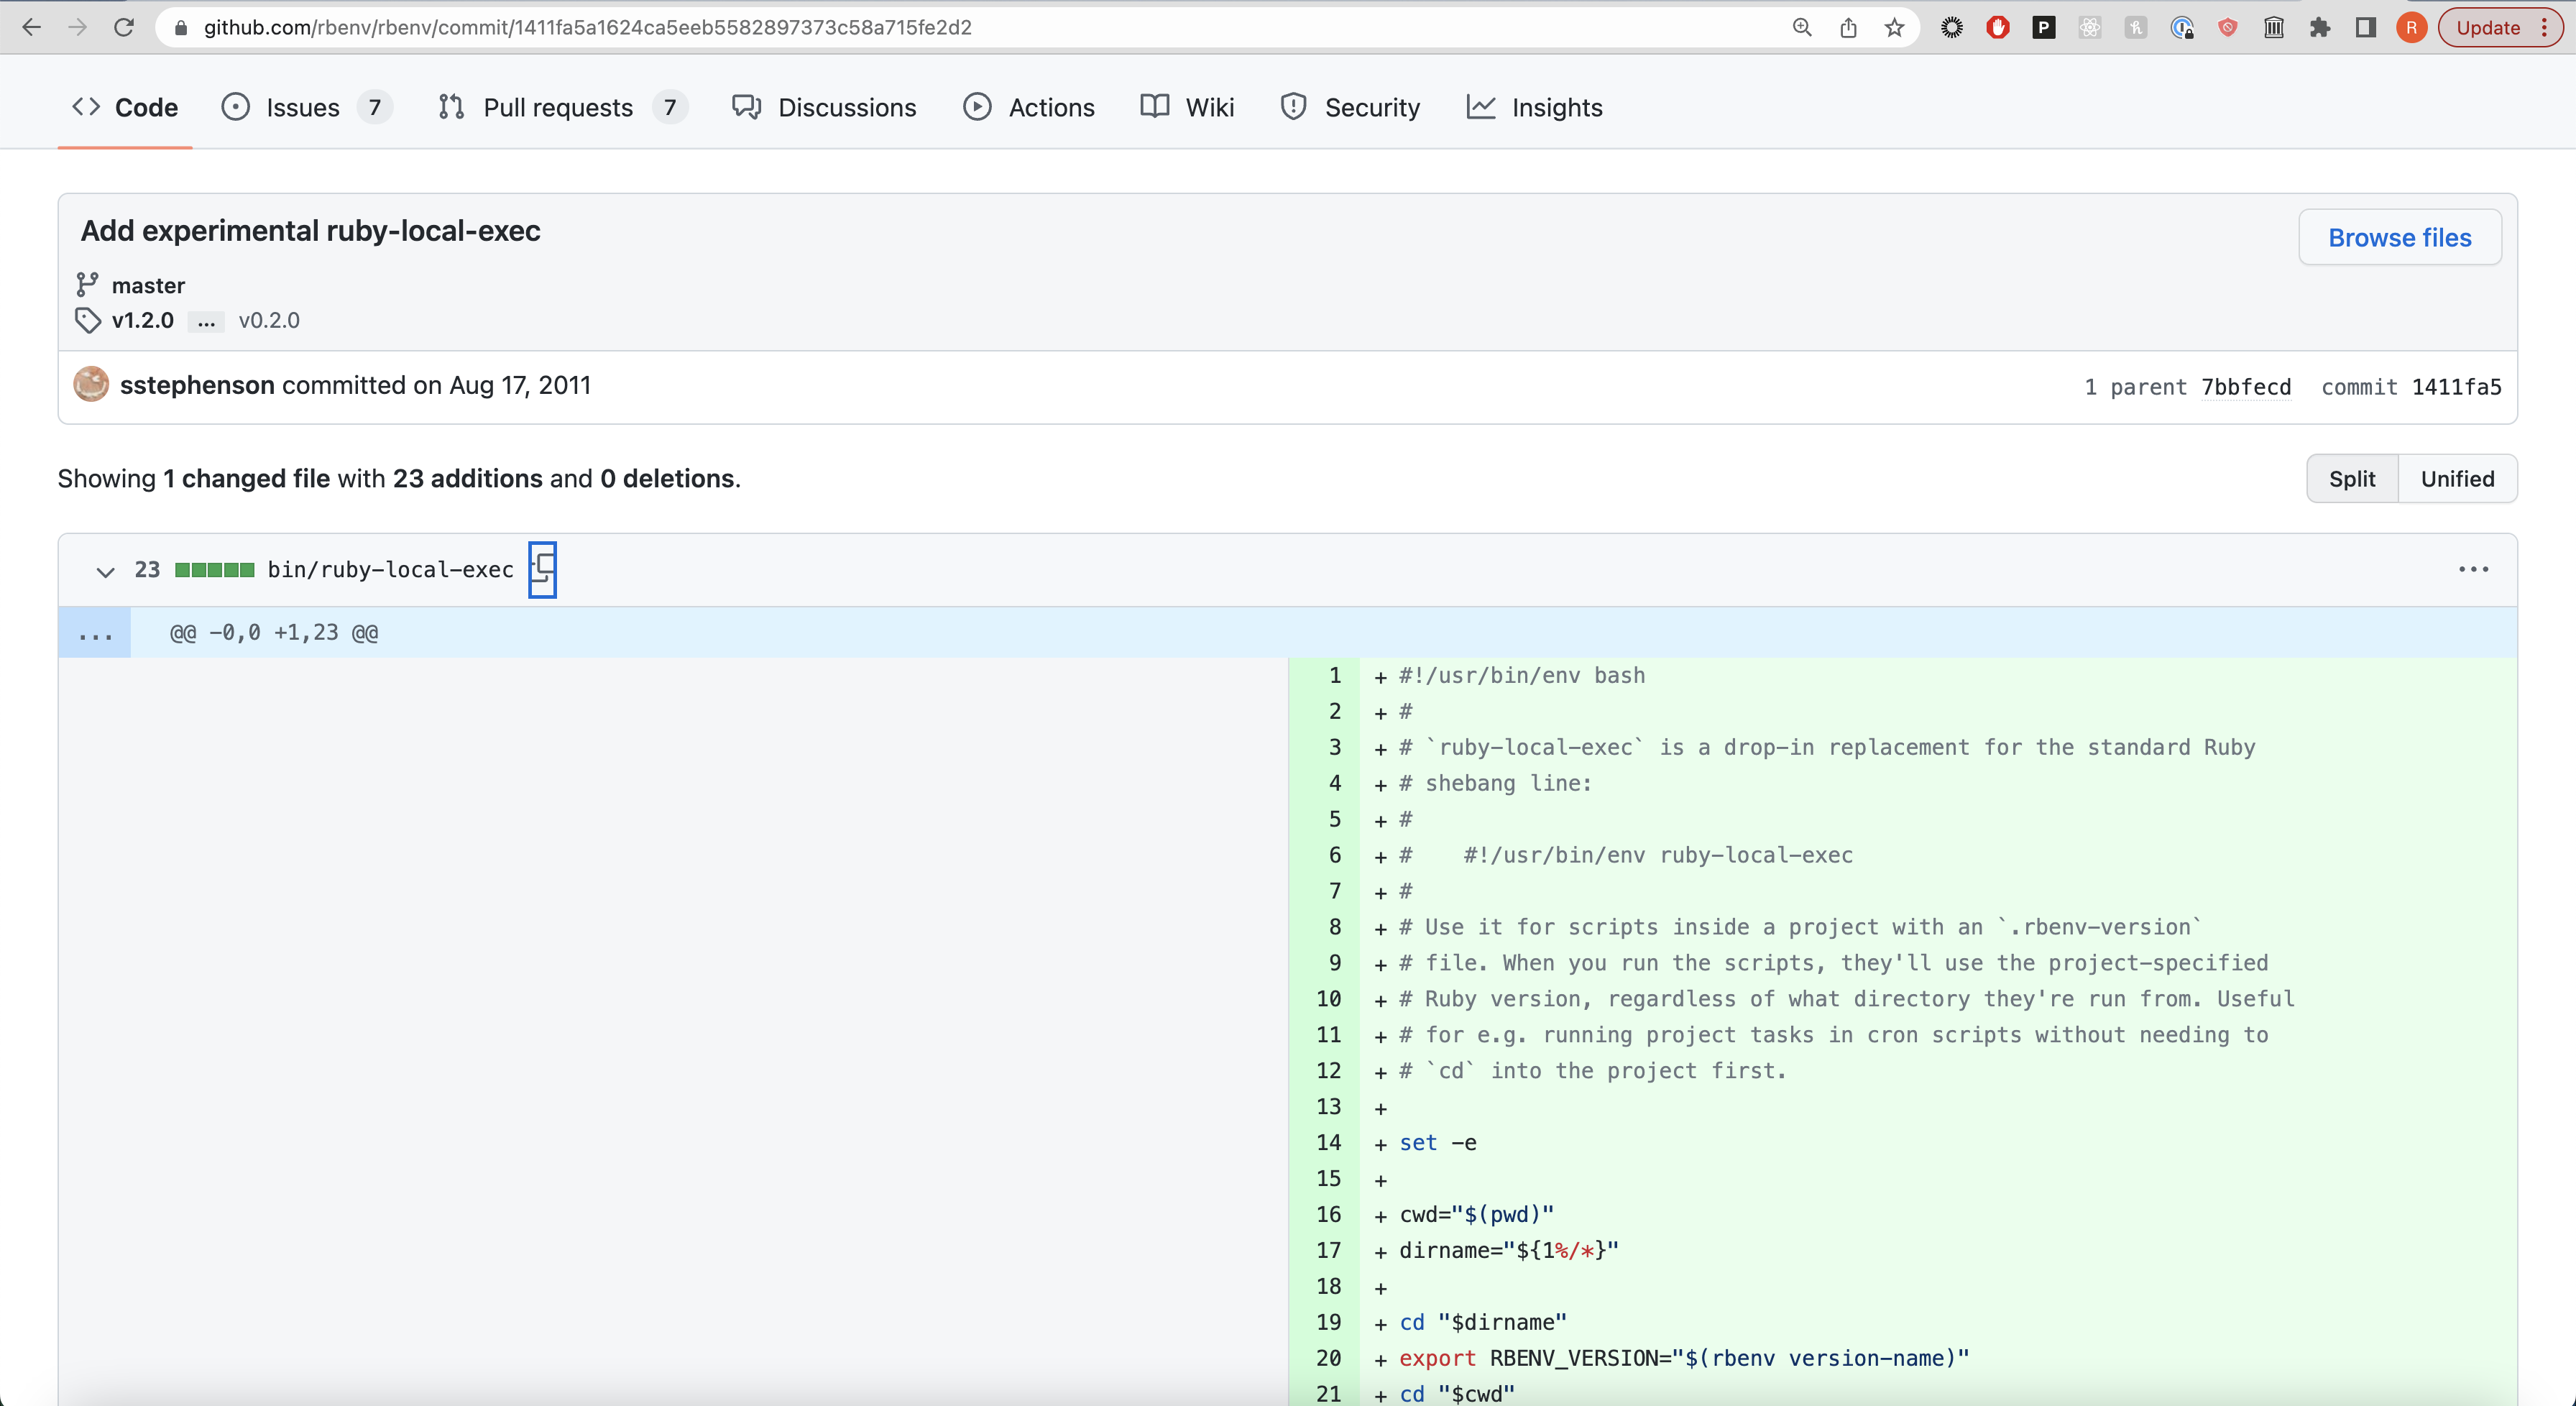 github.com/rbenv/rbenv/commit/1411fa5a1624ca5eeb5582897373c58a715fe2d2
P
R
Update
Code
Issues 7
Pull requests 7
Discussions
Actions
Wiki
Security
Insights
Add experimental ruby-local-exec
Browse files
master
v1.2.0 ... v0.2.0
sstephenson committed on Aug 17, 2011
1 parent 7bbfecd commit 1411fa5
Showing 1 changed file with 23 additions and 0 deletions.
Split Unified
23 bin/ruby-local-exec
...
... @@ -0,0 +1,23 @@
1 + #!/usr/bin/env bash
2 + #
3 + # `ruby-local-exec` is a drop-in replacement for the standard Ruby
4 + # shebang line:
5 + #
6 + #    #!/usr/bin/env ruby-local-exec
7 + #
8 + # Use it for scripts inside a project with an `.rbenv-version`
9 + # file. When you run the scripts, they'll use the project-specified
10 + # Ruby version, regardless of what directory they're run from. Useful
11 + # for e.g. running project tasks in cron scripts without needing to
12 + # `cd` into the project first.
13 +
14 + set -e
15 +
16 + cwd="$(pwd)"
17 + dirname="${1%/*}"
18 +
19 + cd "$dirname"
20 + export RBENV_VERSION="$(rbenv version-name)"
21 + cd "$cwd"